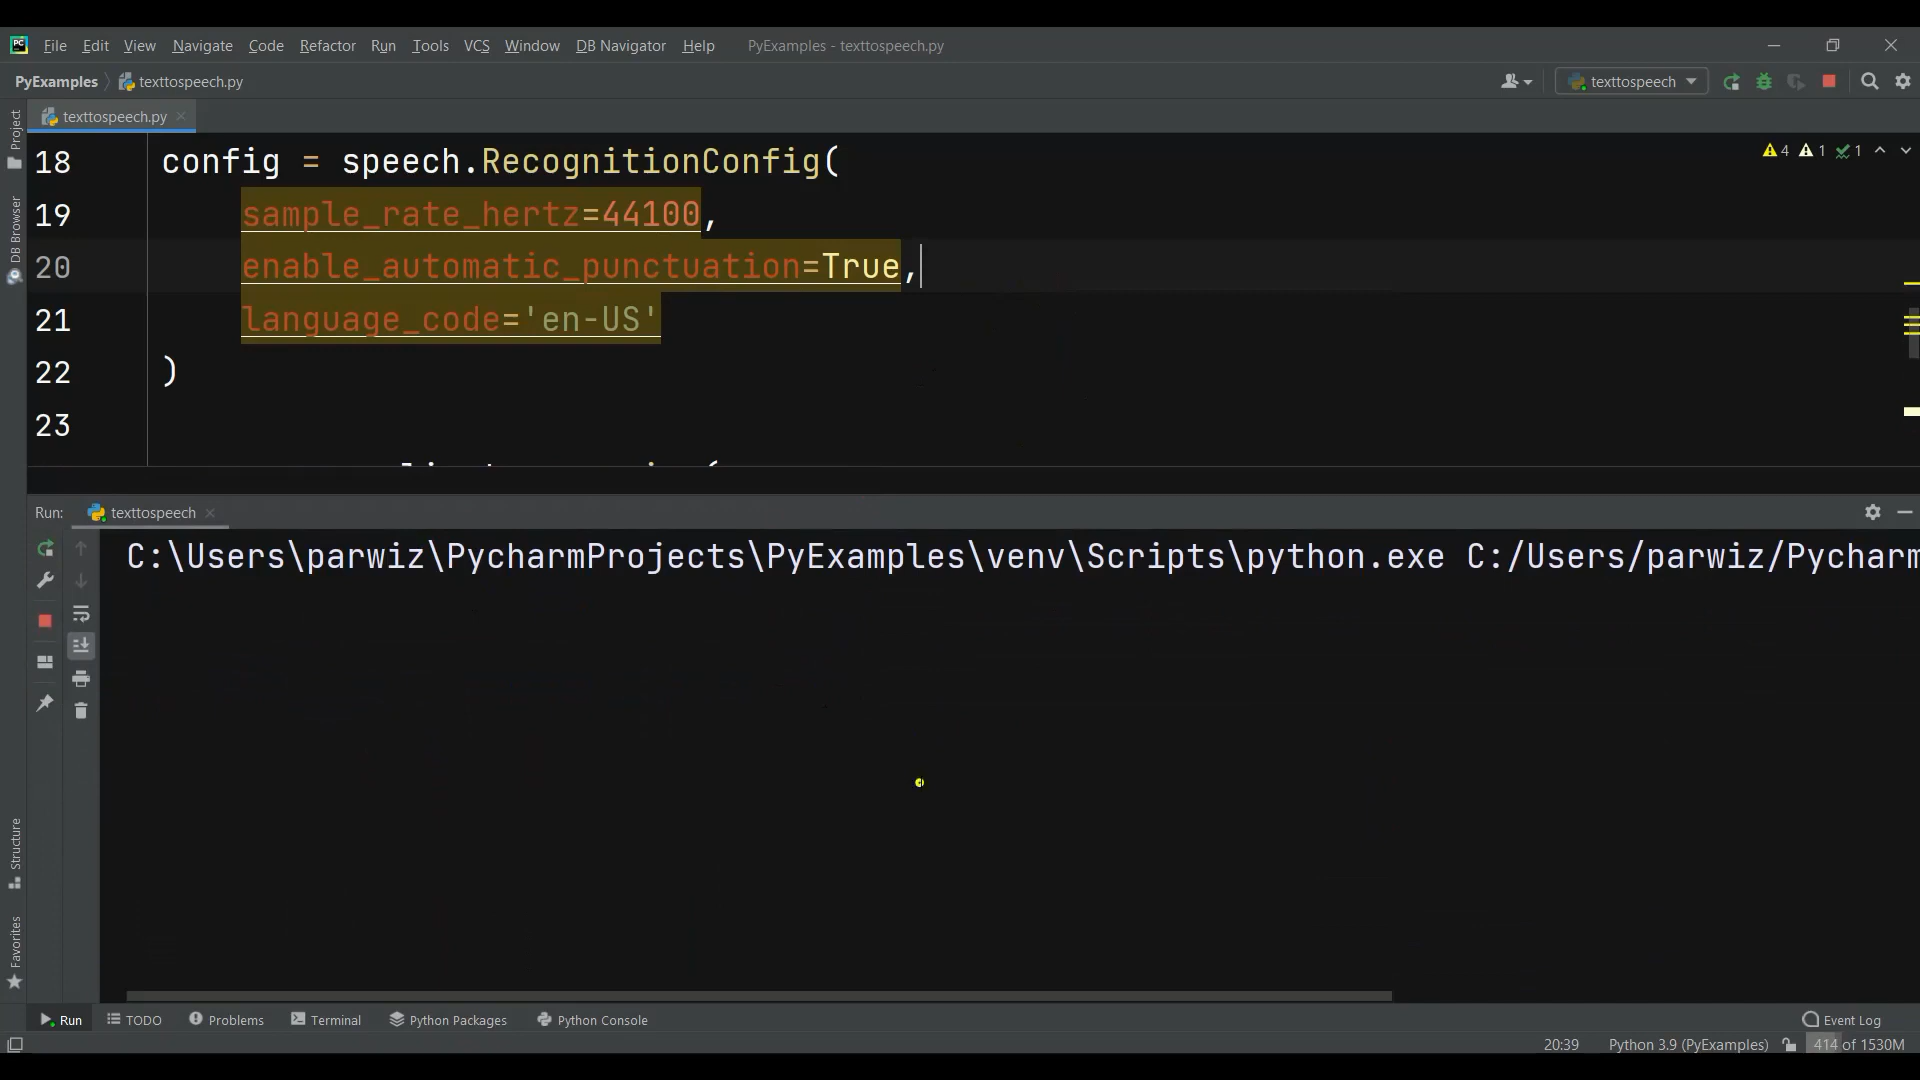 File Edit View Navigate Code Refactor Run Tools VCS Window DB Navigator Help PyExamples - texttospeech.py
PyExamples texttospeech.py texttospeech
texttospeech.py
Project
DB Browser
18 config = speech.RecognitionConfig( 4 1 1
19 sample_rate_hertz=44100,
20 enable_automatic_punctuation=True,
21 language_code='en-US'
22 )
23
Run: texttospeech
C:\Users\parwiz\PycharmProjects\PyExamples\venv\Scripts\python.exe C:/Users/parwiz/Pycharm
Structure
Favorites
Run TODO Problems Terminal Python Packages Python Console Event Log
20:39 Python 3.9 (PyExamples) 414 of 1530M